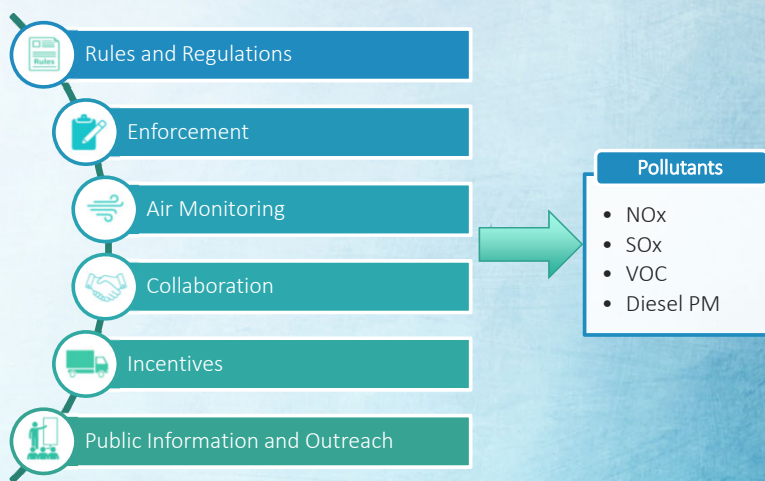 Rules
Rules and Regulations
Enforcement
Air Monitoring
Collaboration
Incentives
Public Information and Outreach
Pollutants
• NOx
• SOx
• VOC
• Diesel PM